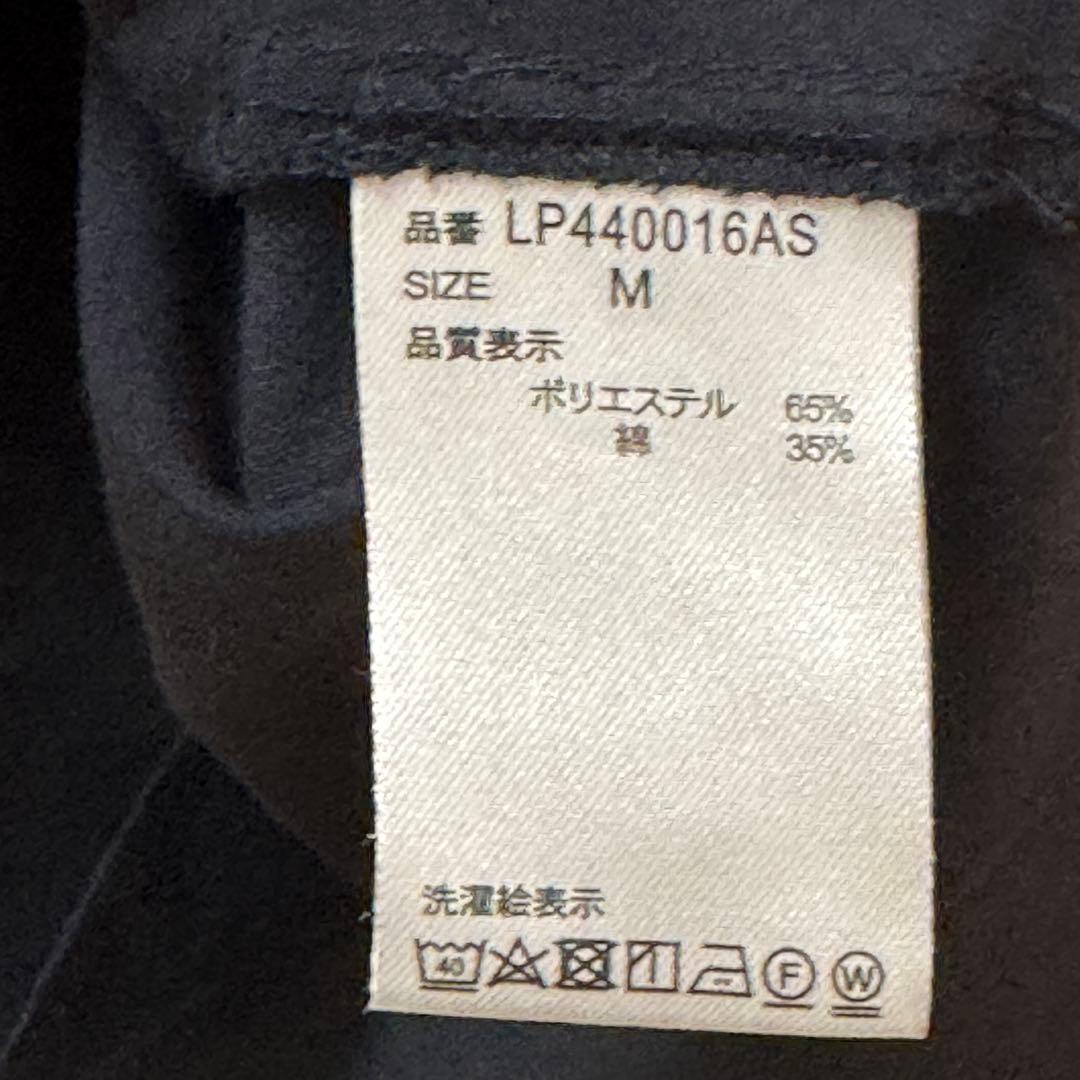 品番 LP440016AS
SIZE M
品質表示
ポリエステル 65%
綿 35%
洗濯絵表示
40 F W